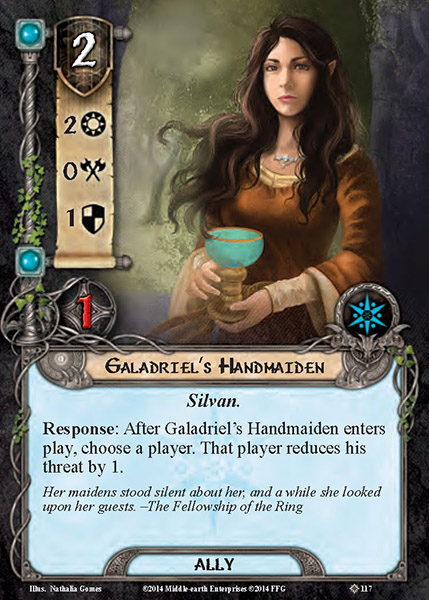 2
2
0
1
1
Galadriel's Handmaiden
Silvan.
Response: After Galadriel's Handmaiden enters
play, choose a player. That player reduces his
threat by 1.
Her maidens stood silent about her, and a while she looked
upon her guests. –The Fellowship of the Ring
ALLY
Illus. Nathalia Gomes ©2014 Middle-earth Enterprises ©2014 FFG 117